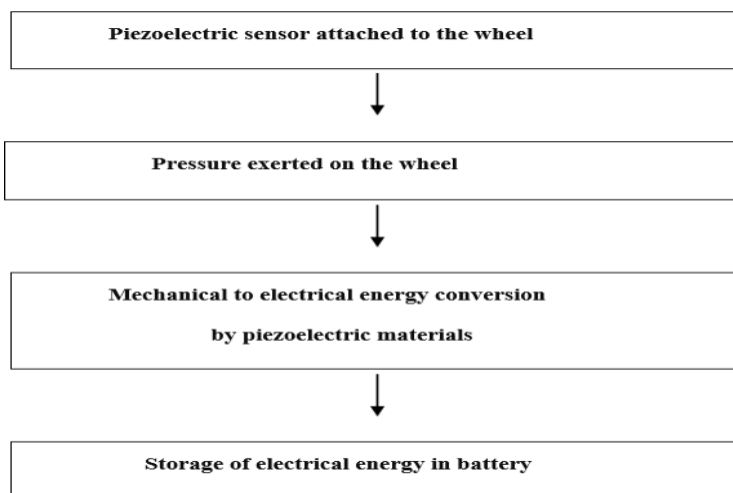 Piezoelectric sensor attached to the wheel
Pressure exerted on the wheel
Mechanical to electrical energy conversion
by piezoelectric materials
Storage of electrical energy in battery